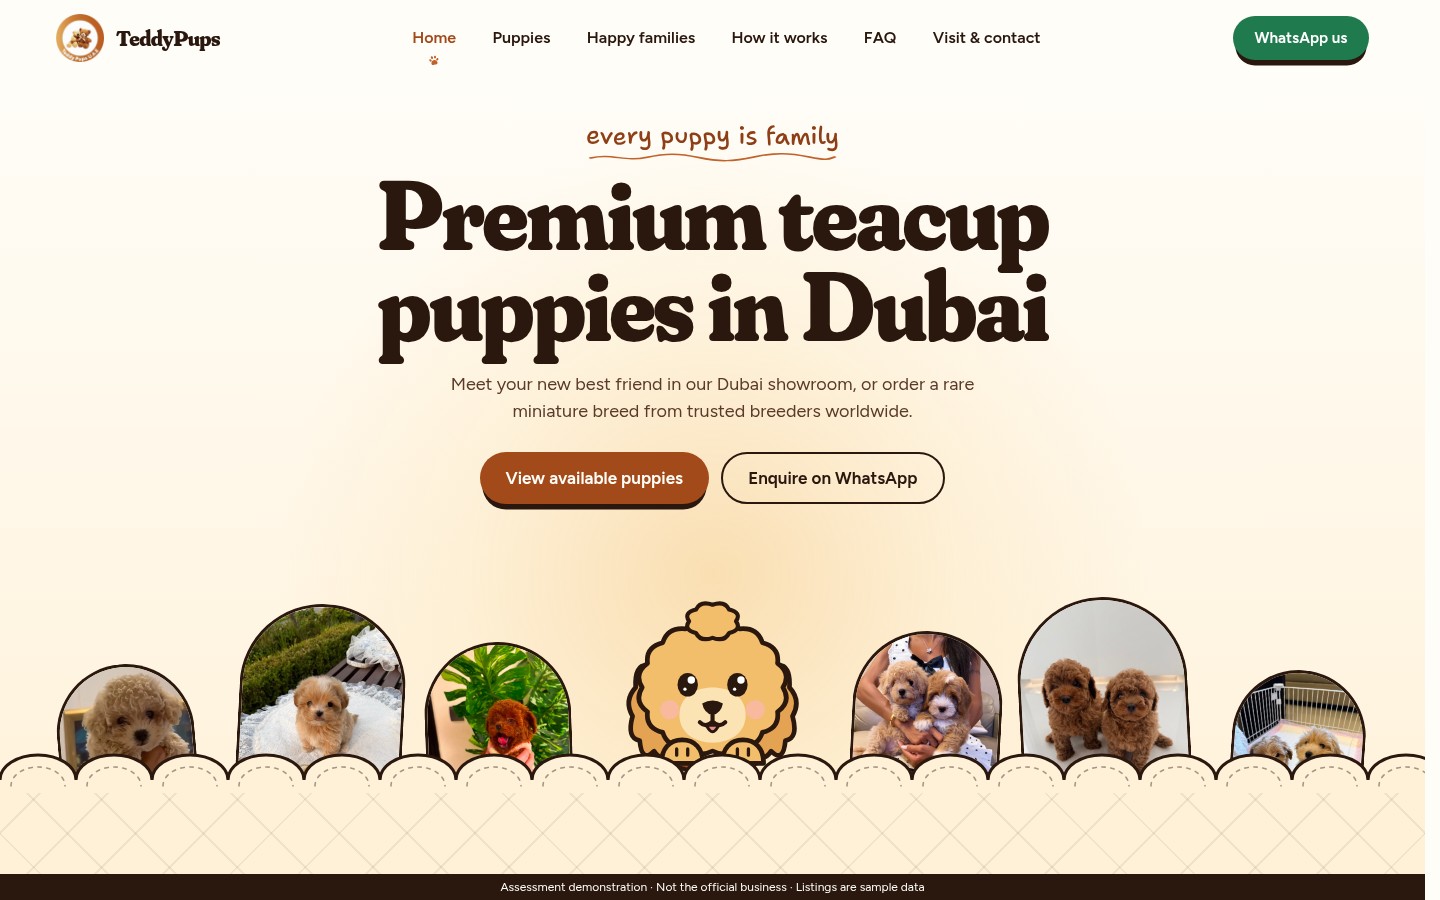 TeddyPups
Home
Puppies
Happy families
How it works
FAQ
Visit & contact
WhatsApp us
every puppy is family
Premium teacup
puppies in Dubai
Meet your new best friend in our Dubai showroom, or order a rare
miniature breed from trusted breeders worldwide.
View available puppies
Enquire on WhatsApp
Assessment demonstration · Not the official business · Listings are sample data